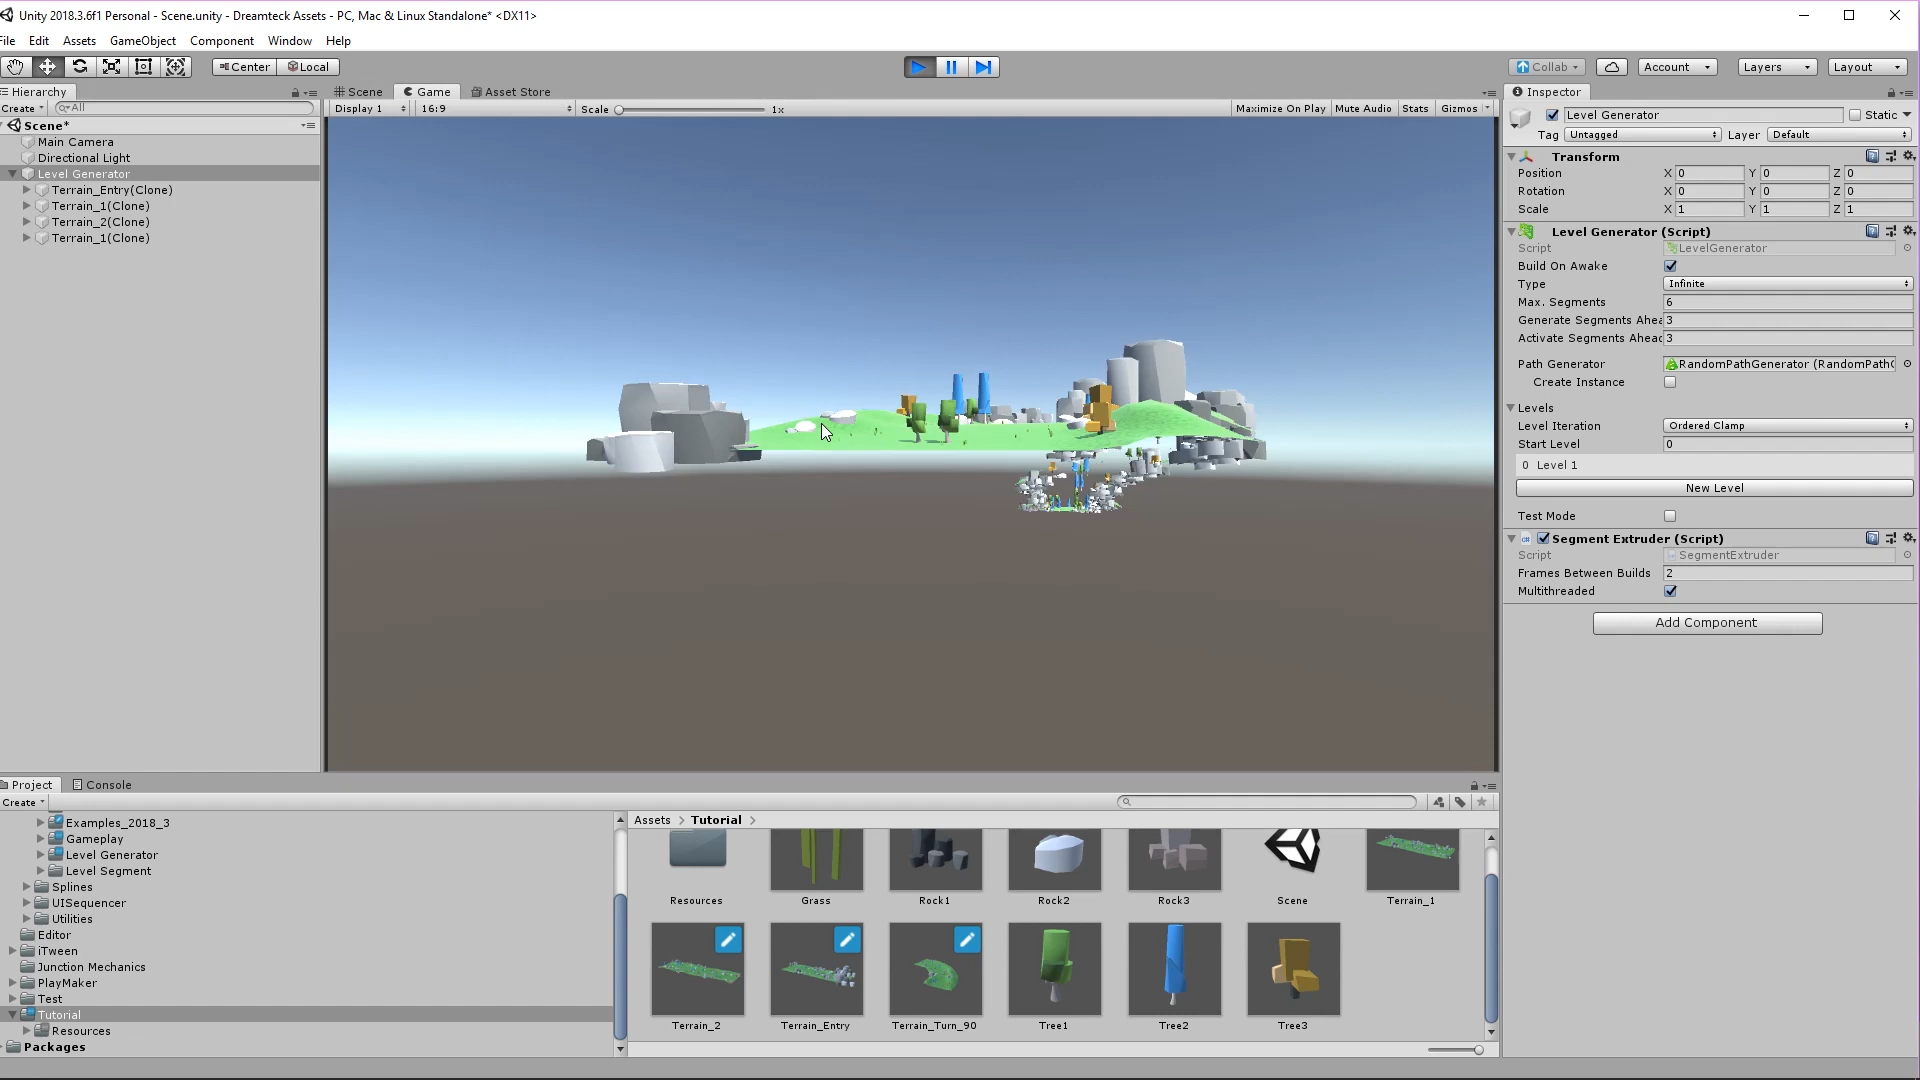 Unity 2018.3.6f1 Personal - Scene.unity - Dreamteck Assets - PC, Mac & Linux Standalone* <DX11>
File Edit Assets GameObject Component Window Help
Center Local Collab Account Layers Layout
Hierarchy
Create All
Scene*
Main Camera
Directional Light
Level Generator
Terrain_Entry(Clone)
Terrain_1(Clone)
Terrain_2(Clone)
Terrain_1(Clone)
Scene Game Asset Store
Display 1 16:9 Scale 1x Maximize On Play Mute Audio Stats Gizmos
Inspector
Level Generator Static
Tag Untagged Layer Default
Transform
Position X 0 Y 0 Z 0
Rotation X 0 Y 0 Z 0
Scale X 1 Y 1 Z 1
Level Generator (Script)
Script LevelGenerator
Build On Awake
Type Infinite
Max. Segments 6
Generate Segments Ahea 3
Activate Segments Ahead 3
Path Generator RandomPathGenerator (RandomPathG
Create Instance
Levels
Level Iteration Ordered Clamp
Start Level 0
0 Level 1
New Level
Test Mode
Segment Extruder (Script)
Script SegmentExtruder
Frames Between Builds 2
Multithreaded
Add Component
Project Console
Create
Examples_2018_3
Gameplay
Level Generator
Level Segment
Splines
UISequencer
Utilities
Editor
iTween
Junction Mechanics
PlayMaker
Test
Tutorial
Resources
Packages
Assets > Tutorial >
Resources Grass Rock1 Rock2 Rock3 Scene Terrain_1
Terrain_2 Terrain_Entry Terrain_Turn_90 Tree1 Tree2 Tree3